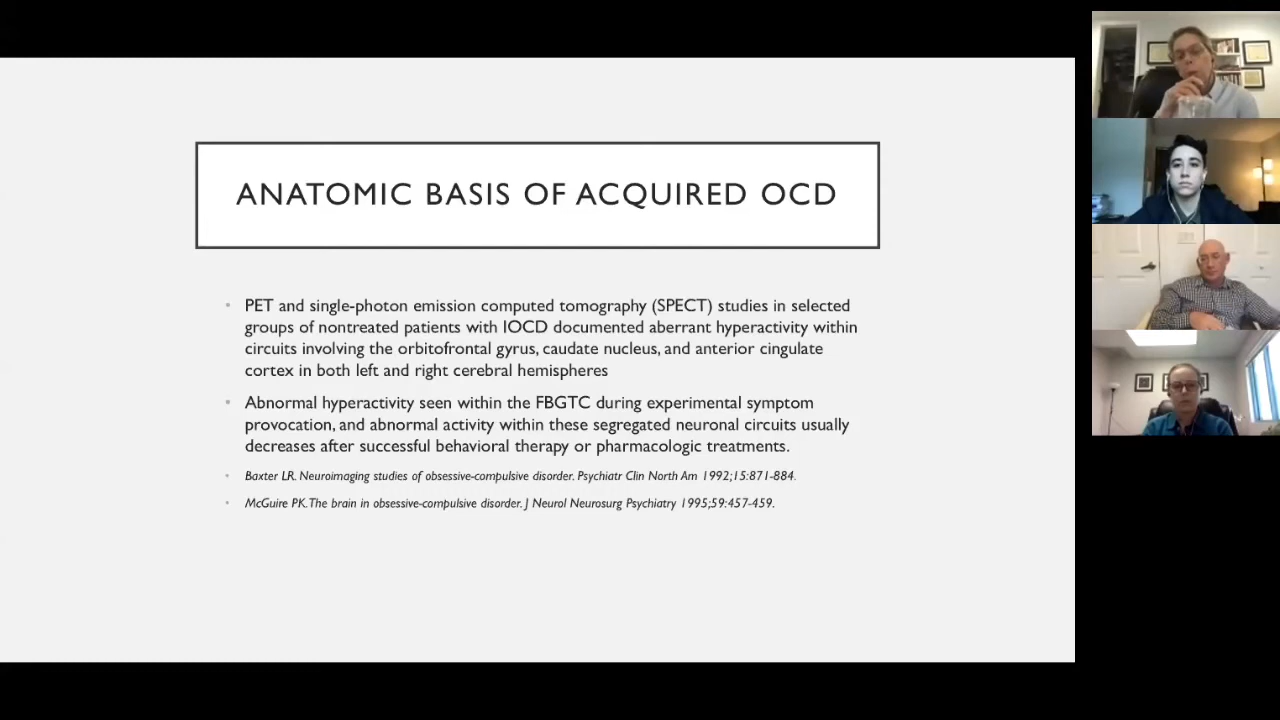 ANATOMIC BASIS OF ACQUIRED OCD
• PET and single-photon emission computed tomography (SPECT) studies in selected
groups of nontreated patients with IOCD documented aberrant hyperactivity within
circuits involving the orbitofrontal gyrus, caudate nucleus, and anterior cingulate
cortex in both left and right cerebral hemispheres
• Abnormal hyperactivity seen within the FBGTC during experimental symptom
provocation, and abnormal activity within these segregated neuronal circuits usually
decreases after successful behavioral therapy or pharmacologic treatments.
• Baxter LR. Neuroimaging studies of obsessive-compulsive disorder. Psychiatr Clin North Am 1992;15:871-884.
• McGuire PK. The brain in obsessive-compulsive disorder. J Neurol Neurosurg Psychiatry 1995;59:457-459.